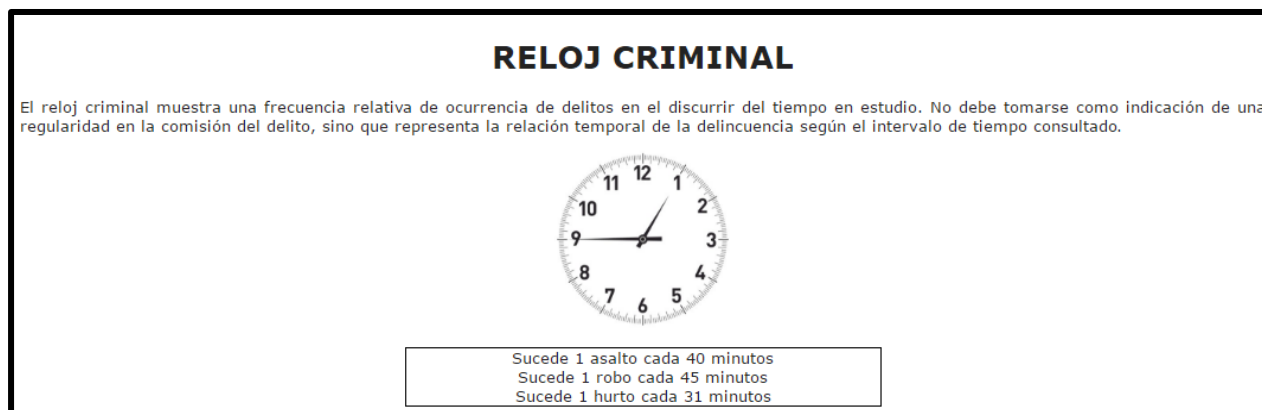 RELOJ CRIMINAL
El reloj criminal muestra una frecuencia relativa de ocurrencia de delitos en el discurrir del tiempo en estudio. No debe tomarse como indicación de una
regularidad en la comisión del delito, sino que representa la relación temporal de la delincuencia según el intervalo de tiempo consultado.
12
11 1
10 2
9 3
8 4
7 5
6
Sucede 1 asalto cada 40 minutos
Sucede 1 robo cada 45 minutos
Sucede 1 hurto cada 31 minutos